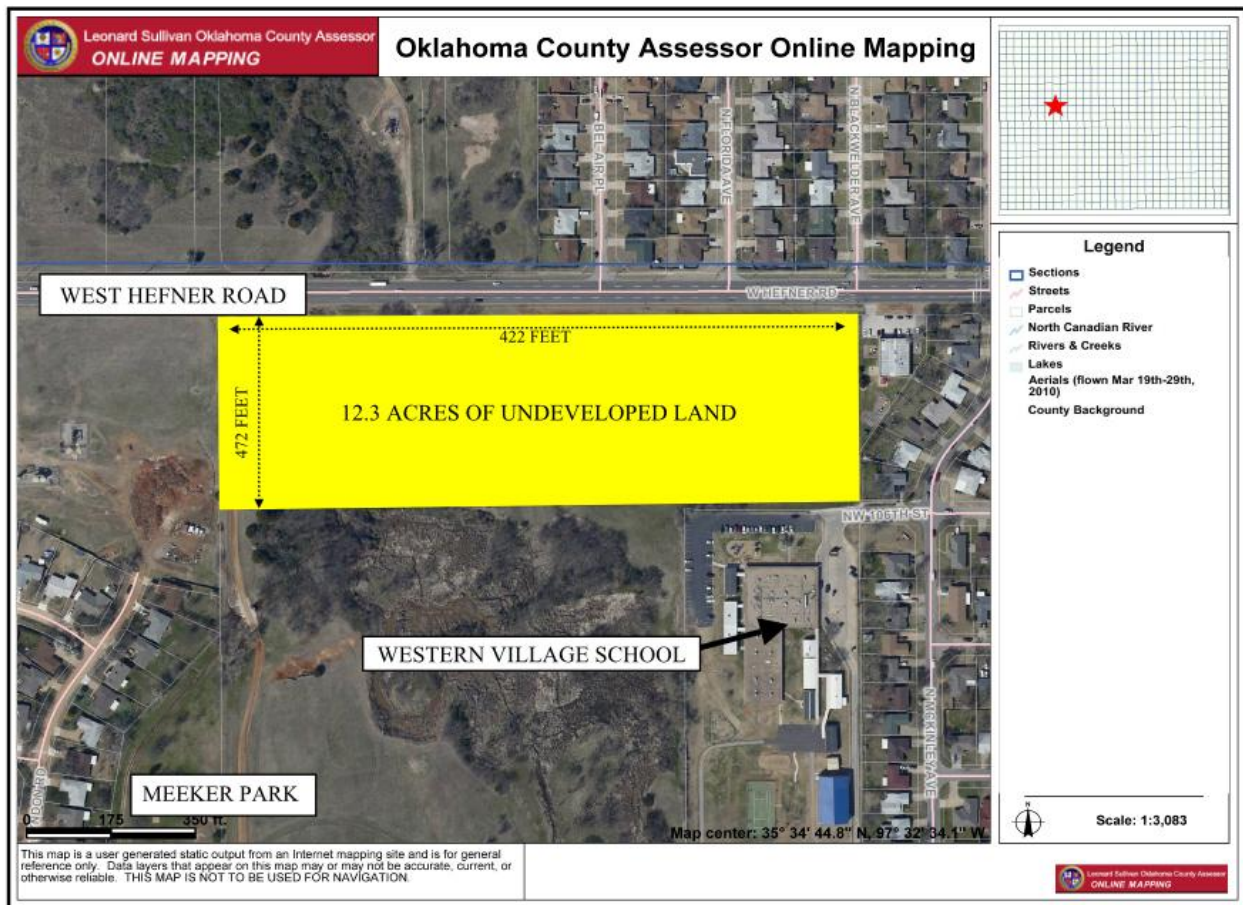 Leonard Sullivan Oklahoma County Assessor
ONLINE MAPPING
Oklahoma County Assessor Online Mapping
BEL-AIR PL
N FLORIDA AVE
N BLACKWELDER AVE
WEST HEFNER ROAD
W HEFNER RD
422 FEET
472 FEET
12.3 ACRES OF UNDEVELOPED LAND
NW 106TH ST
WESTERN VILLAGE SCHOOL
N MCKINLEY AVE
MEEKER PARK
0 175 350 ft.
Map center: 35° 34' 44.8" N, 97° 32' 34.1" W
Legend
Sections
Streets
Parcels
North Canadian River
Rivers & Creeks
Lakes
Aerials (flown Mar 19th-29th,
2010)
County Background
N
Scale: 1:3,083
This map is a user generated static output from an Internet mapping site and is for general
reference only. Data layers that appear on this map may or may not be accurate, current, or
otherwise reliable. THIS MAP IS NOT TO BE USED FOR NAVIGATION.
Leonard Sullivan Oklahoma County Assessor
ONLINE MAPPING